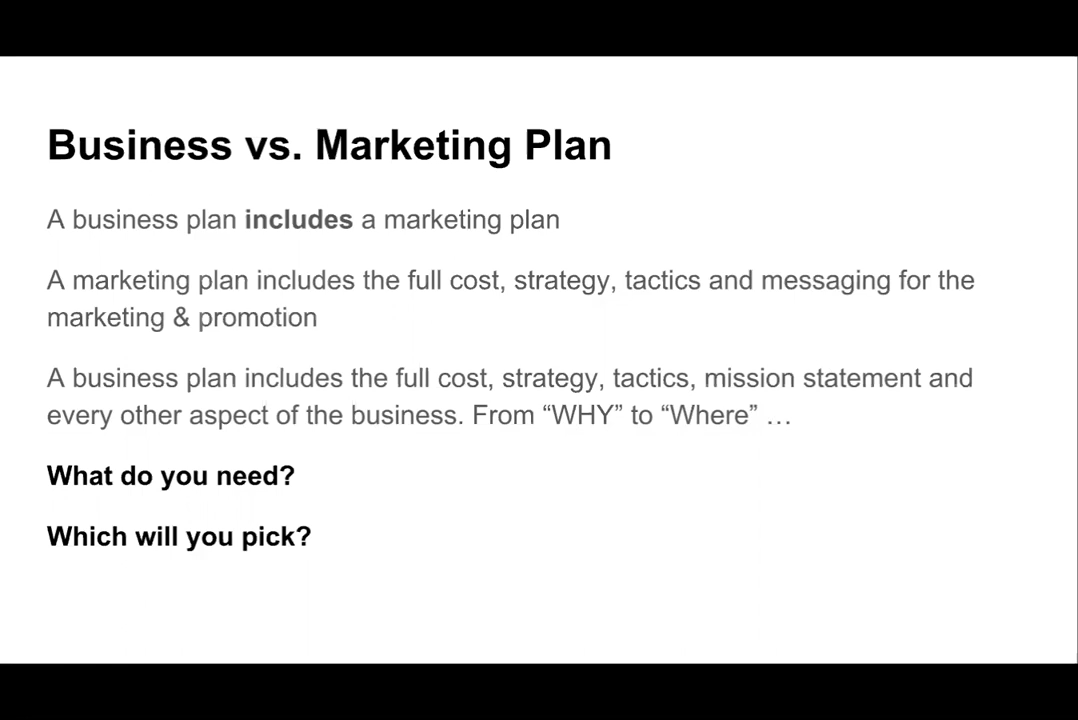 Business vs. Marketing Plan
A business plan includes a marketing plan
A marketing plan includes the full cost, strategy, tactics and messaging for the
marketing & promotion
A business plan includes the full cost, strategy, tactics, mission statement and
every other aspect of the business. From “WHY” to “Where” …
What do you need?
Which will you pick?